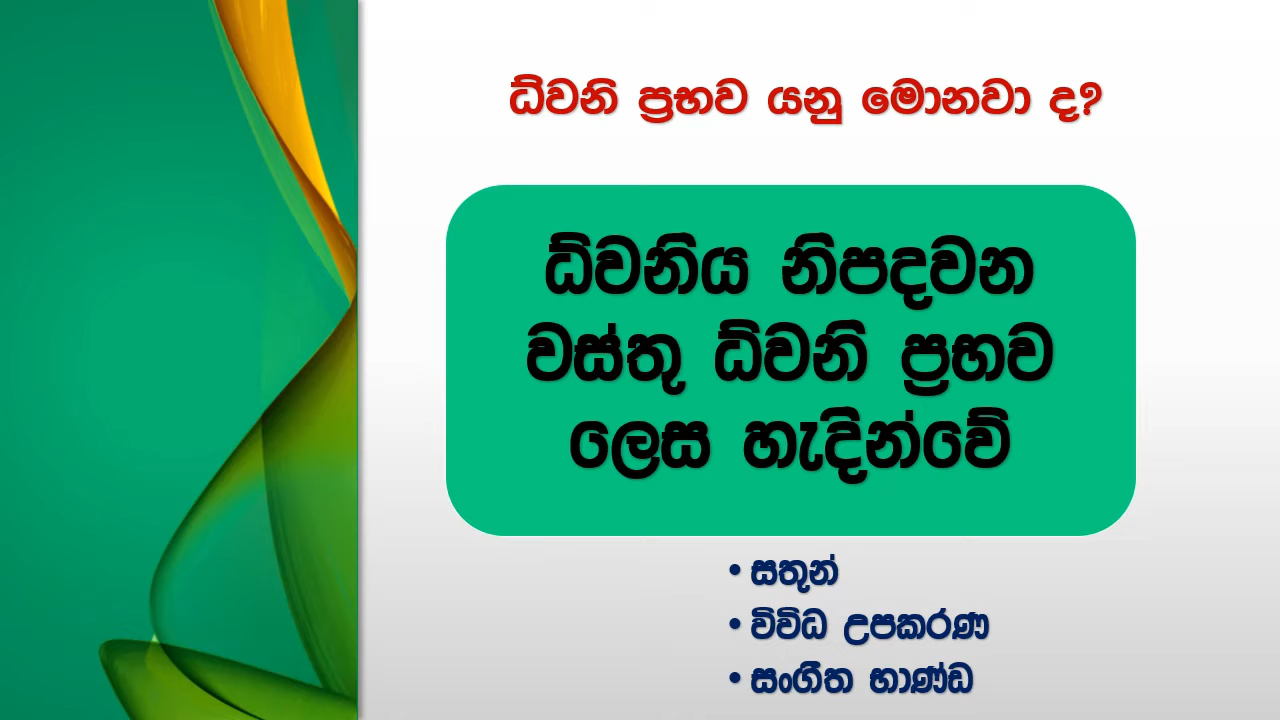 ධ්වනි ප්‍රභව යනු මොනවා ද?
ධ්වනිය නිපදවන
වස්තු ධ්වනි ප්‍රභව
ලෙස හැඳින්වේ
• සතුන්
• විවිධ උපකරණ
• සංගීත භාණ්ඩ